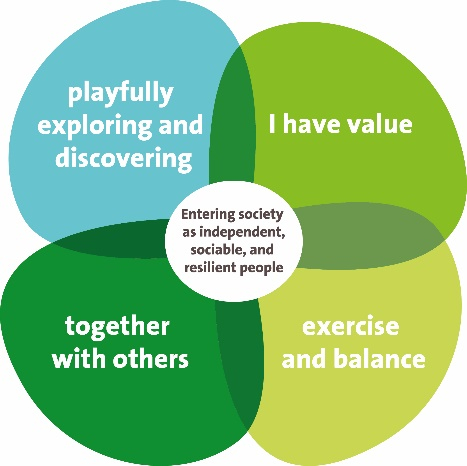 playfully
exploring and
discovering
I have value
Entering society
as independent,
sociable, and
resilient people
together
with others
exercise
and balance